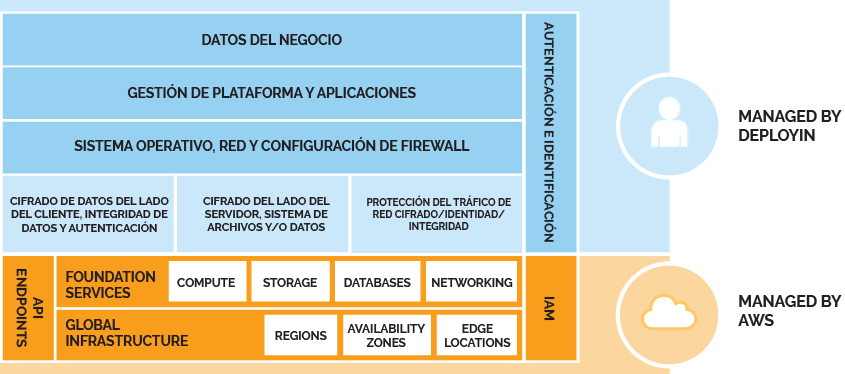 DATOS DEL NEGOCIO
GESTIÓN DE PLATAFORMA Y APLICACIONES
SISTEMA OPERATIVO, RED Y CONFIGURACIÓN DE FIREWALL
CIFRADO DE DATOS DEL LADO
DEL CLIENTE, INTEGRIDAD DE
DATOS Y AUTENTICACIÓN
CIFRADO DEL LADO DEL
SERVIDOR, SISTEMA DE
ARCHIVOS Y/O DATOS
PROTECCIÓN DEL TRÁFICO DE
RED CIFRADO/IDENTIDAD/
INTEGRIDAD
AUTENTICACIÓN E IDENTIFICACIÓN
MANAGED BY
DEPLOYIN
API
ENDPOINTS
FOUNDATION
SERVICES
COMPUTE
STORAGE
DATABASES
NETWORKING
GLOBAL
INFRASTRUCTURE
REGIONS
AVAILABILITY
ZONES
EDGE
LOCATIONS
IAM
MANAGED BY
AWS